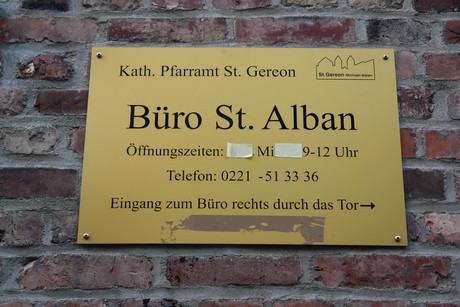 Kath. Pfarramt St. Gereon
St. Gereon
Büro St. Alban
Öffnungszeiten: Mi 9-12 Uhr
Telefon: 0221 -51 33 36
Eingang zum Büro rechts durch das Tor→